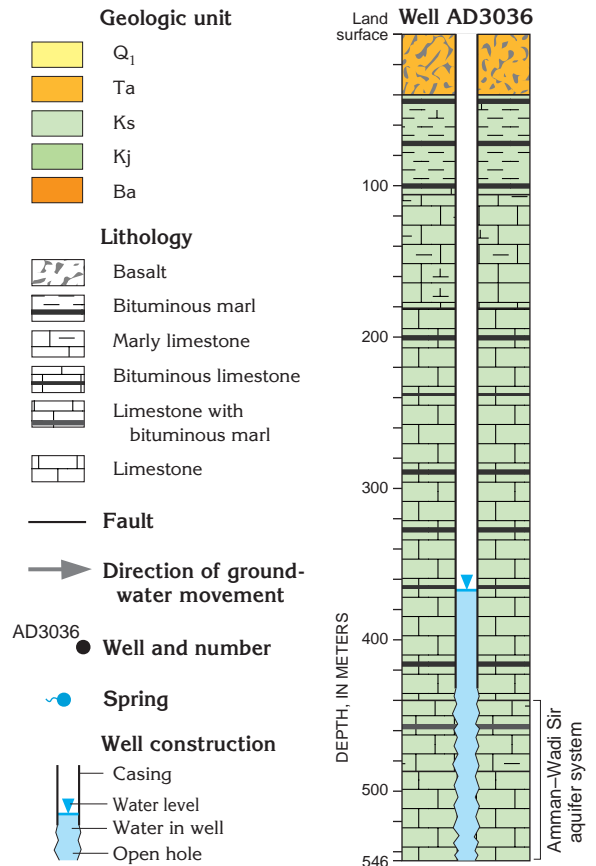 Geologic unit
Q1
Ta
Ks
Kj
Ba
Lithology
Basalt
Bituminous marl
Marly limestone
Bituminous limestone
Limestone with
bituminous marl
Limestone
Fault
Direction of ground-
water movement
AD3036
Well and number
Spring
Well construction
Casing
Water level
Water in well
Open hole
Well AD3036
Land
surface
100
200
300
400
500
546
DEPTH, IN METERS
Amman–Wadi Sir
aquifer system